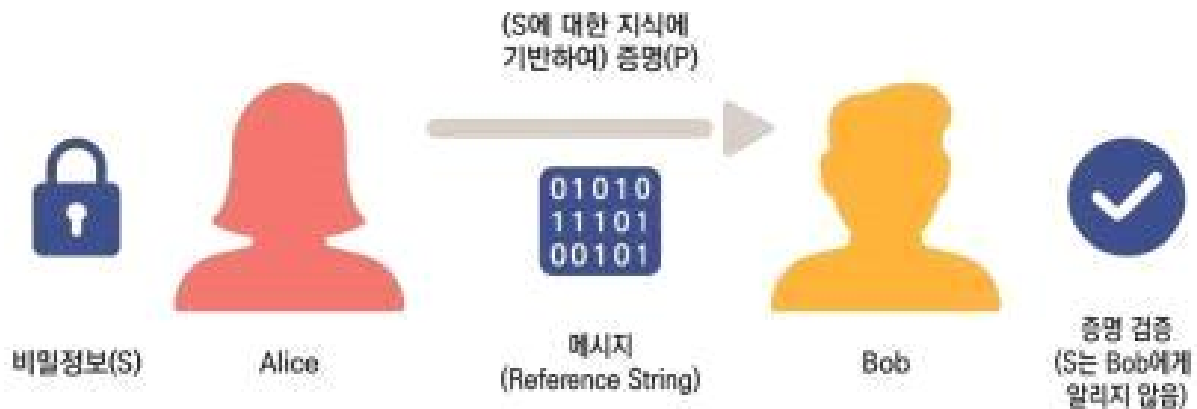 (S에 대한 지식에
기반하여) 증명(P)
01010
11101
00101
비밀정보(S)
Alice
메시지
(Reference String)
Bob
증명 검증
(S는 Bob에게
알리지 않음)